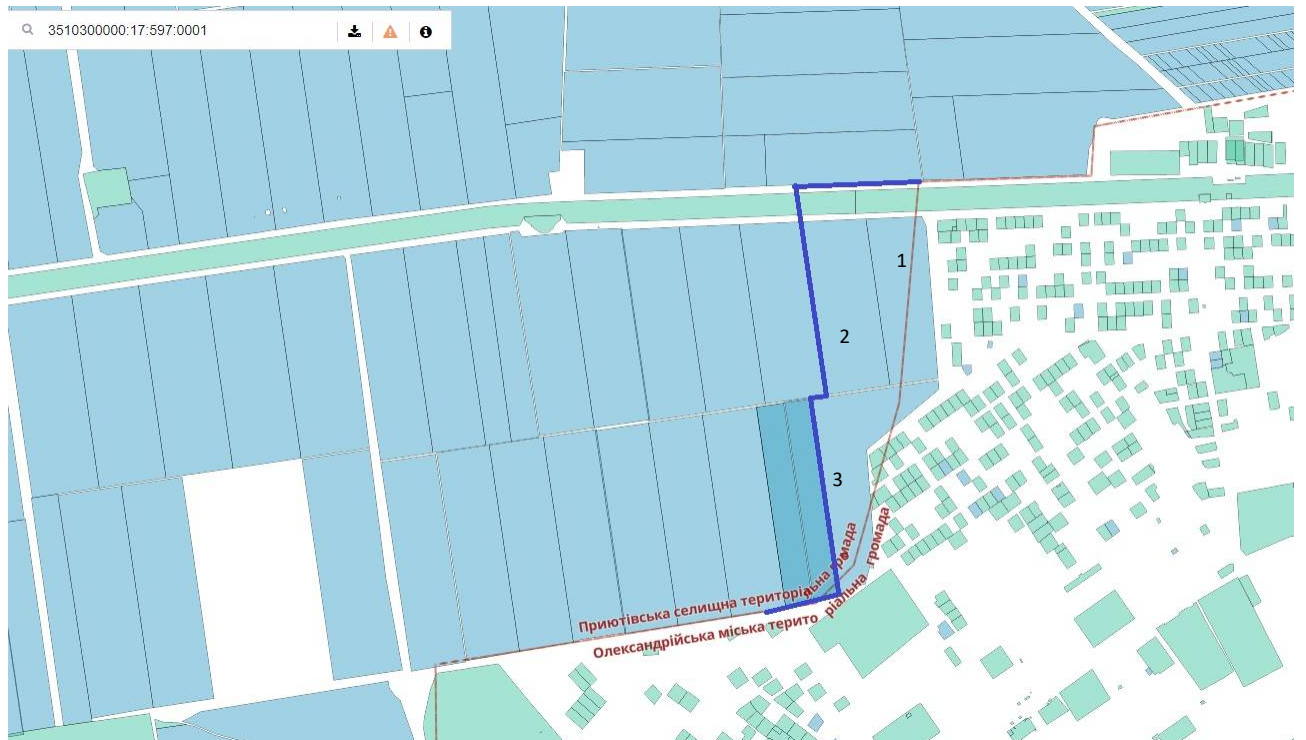 3510300000:17:597:0001
1
2
3
Приютівська селищна територіальна громада
Олександрійська міська територіальна громада